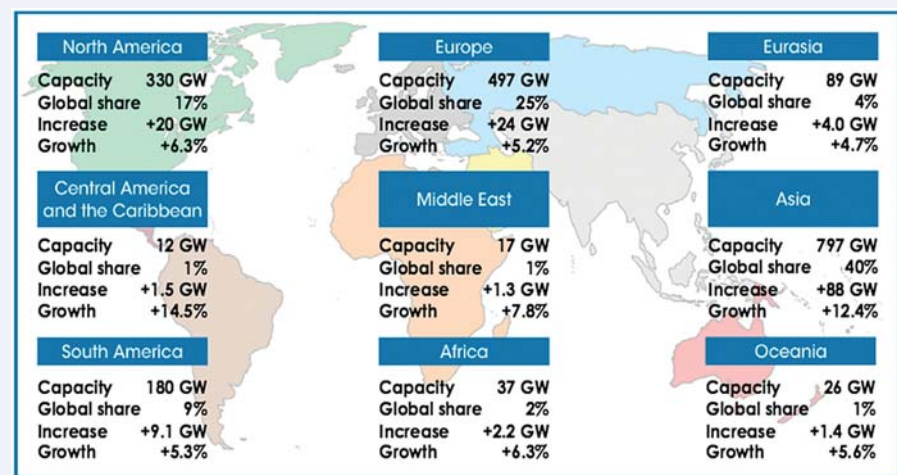 North America
Capacity 330 GW
Global share 17%
Increase +20 GW
Growth +6.3%
Europe
Capacity 497 GW
Global share 25%
Increase +24 GW
Growth +5.2%
Eurasia
Capacity 89 GW
Global share 4%
Increase +4.0 GW
Growth +4.7%
Central America
and the Caribbean
Capacity 12 GW
Global share 1%
Increase +1.5 GW
Growth +14.5%
Middle East
Capacity 17 GW
Global share 1%
Increase +1.3 GW
Growth +7.8%
Asia
Capacity 797 GW
Global share 40%
Increase +88 GW
Growth +12.4%
South America
Capacity 180 GW
Global share 9%
Increase +9.1 GW
Growth +5.3%
Africa
Capacity 37 GW
Global share 2%
Increase +2.2 GW
Growth +6.3%
Oceania
Capacity 26 GW
Global share 1%
Increase +1.4 GW
Growth +5.6%